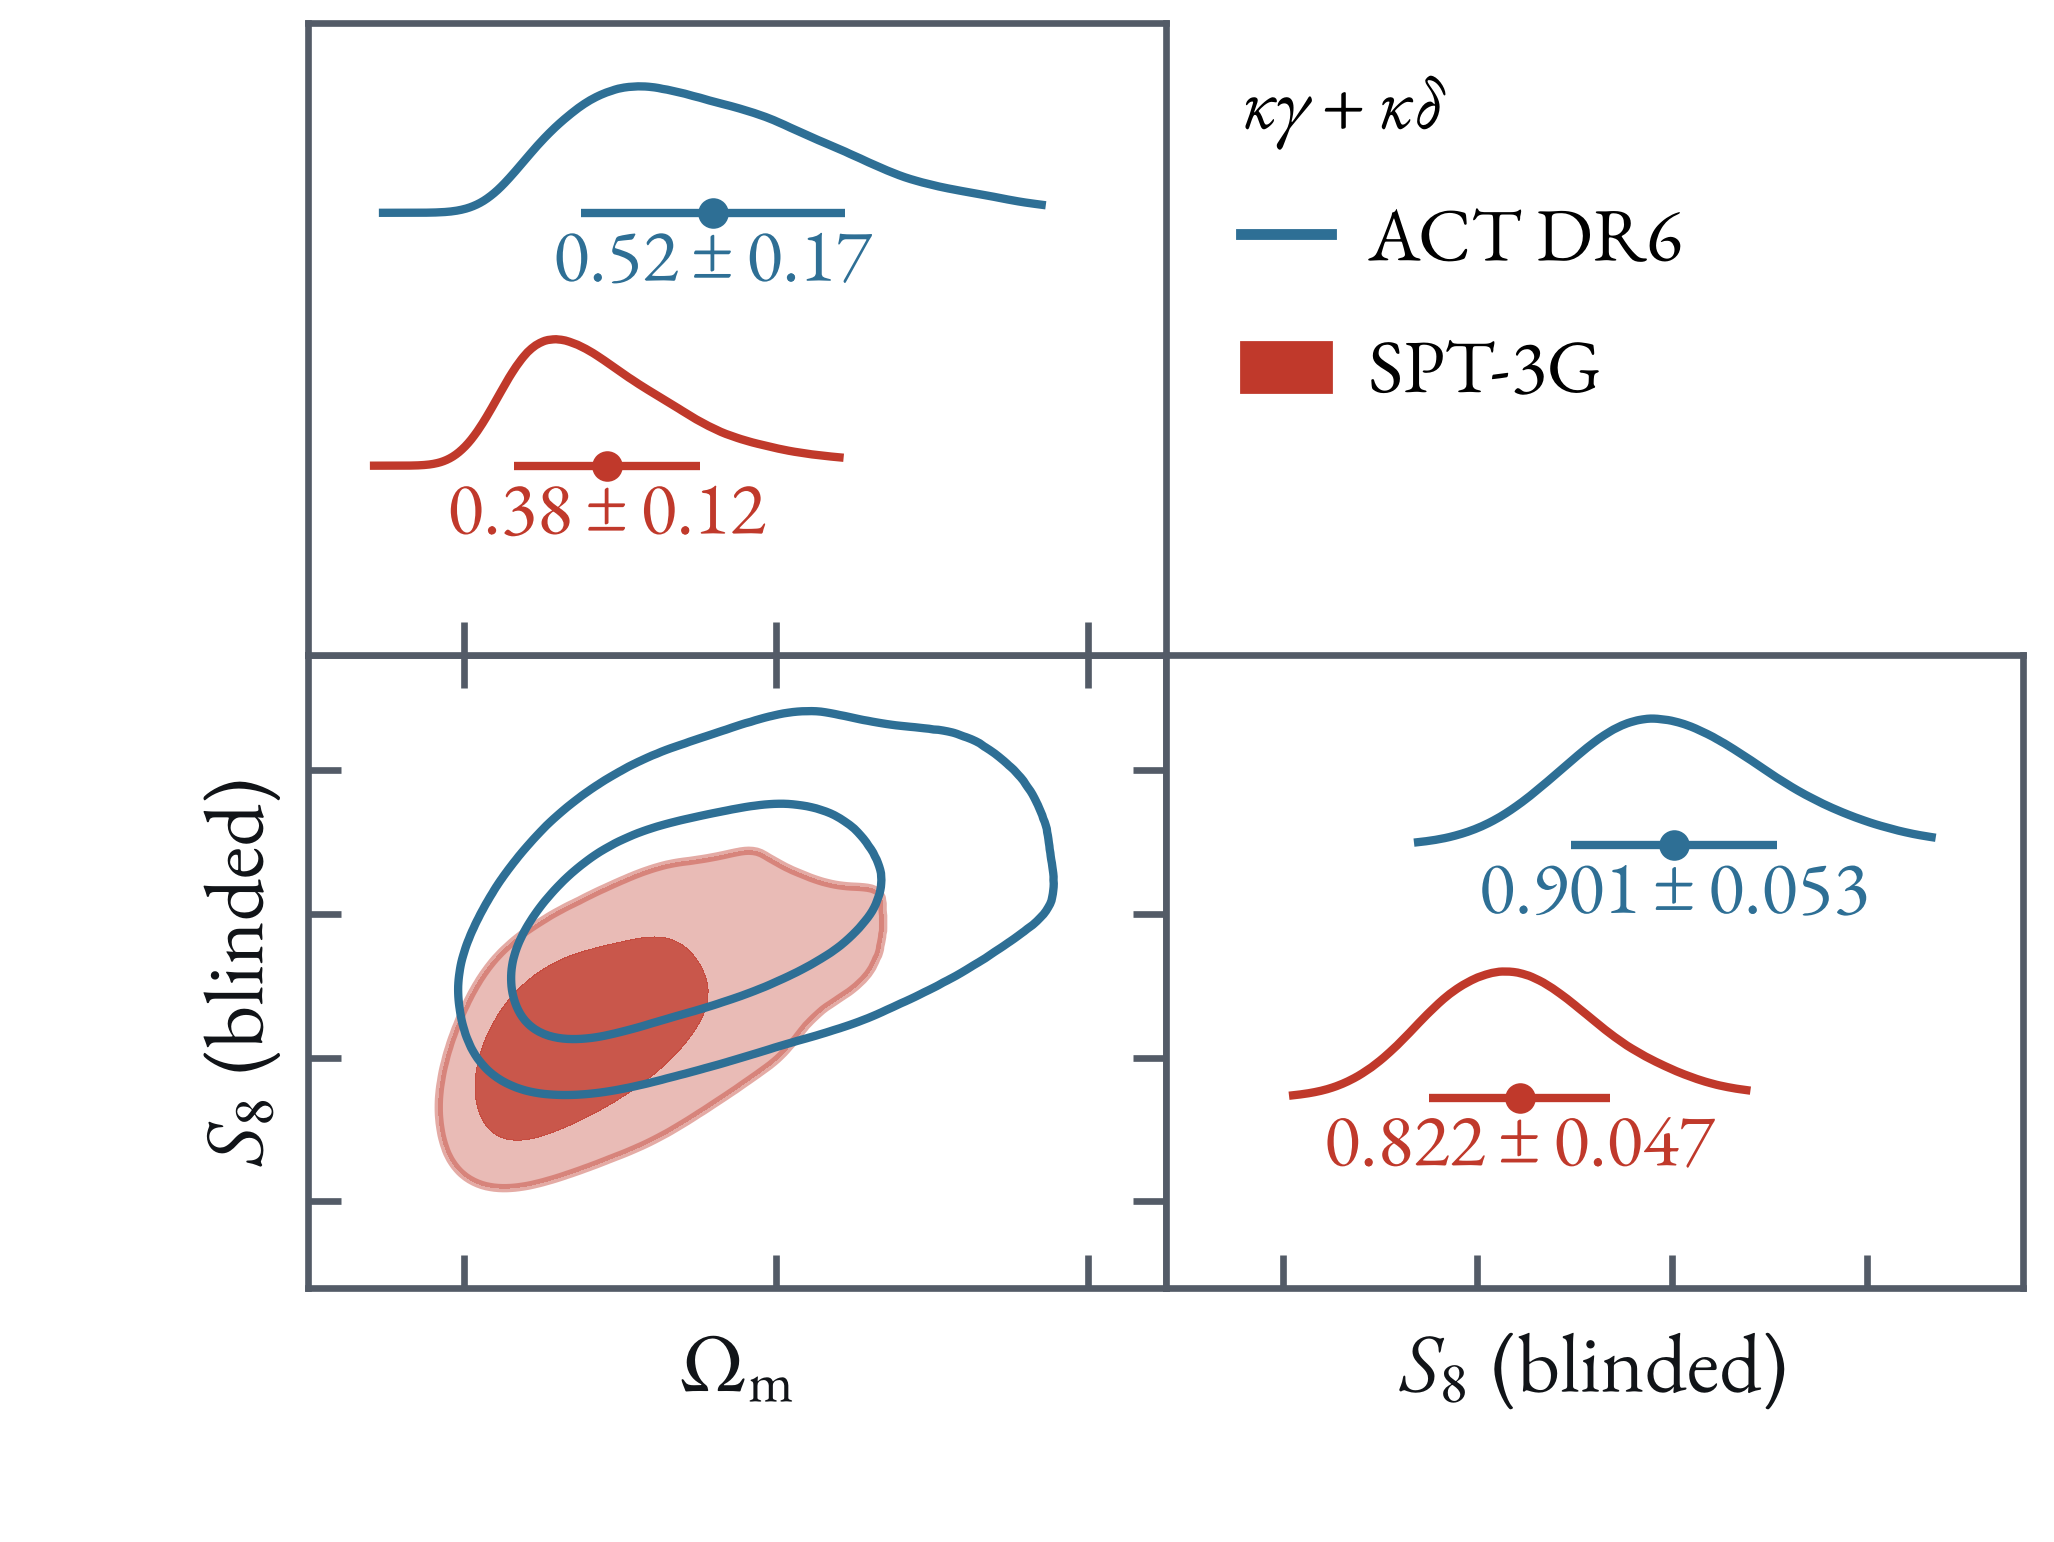 κγ + κδ
ACT DR6
SPT-3G
0.52 ± 0.17
0.38 ± 0.12
0.901 ± 0.053
0.822 ± 0.047
S₈ (blinded)
Ωₘ
S₈ (blinded)